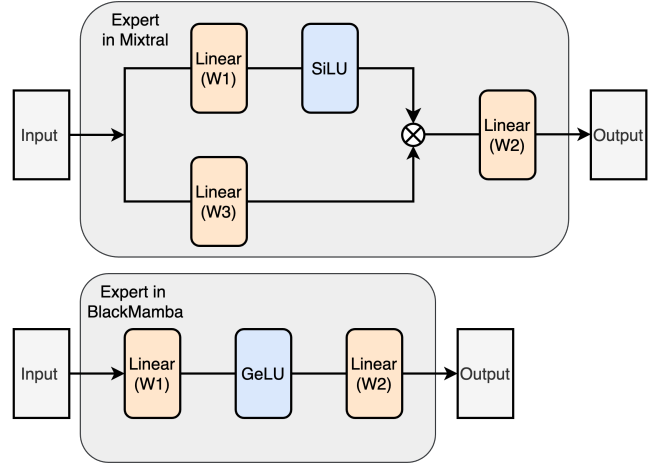 Expert
in Mixtral
Linear
(W1)
SiLU
Input
Linear
(W2)
Output
Linear
(W3)
Expert in
BlackMamba
Input
Linear
(W1)
GeLU
Linear
(W2)
Output